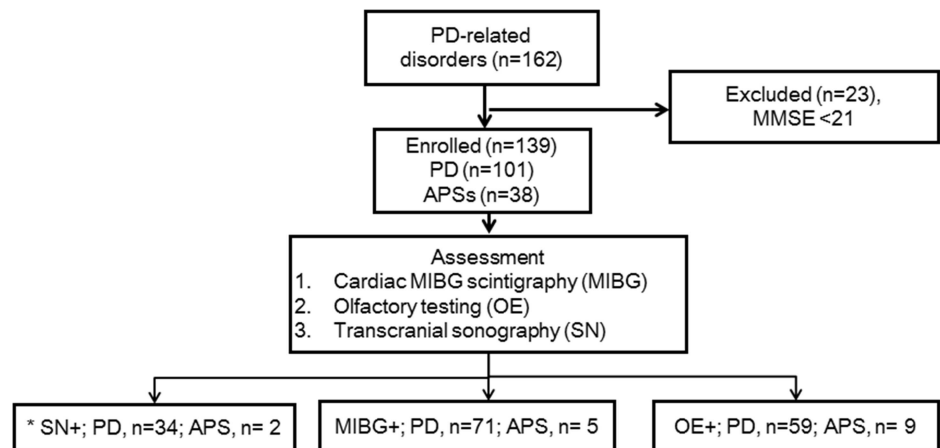 PD-related
disorders (n=162)
Excluded (n=23),
MMSE <21
Enrolled (n=139)
PD (n=101)
APSs (n=38)
Assessment
1. Cardiac MIBG scintigraphy (MIBG)
2. Olfactory testing (OE)
3. Transcranial sonography (SN)
* SN+; PD, n=34; APS, n= 2
MIBG+; PD, n=71; APS, n= 5
OE+; PD, n=59; APS, n= 9